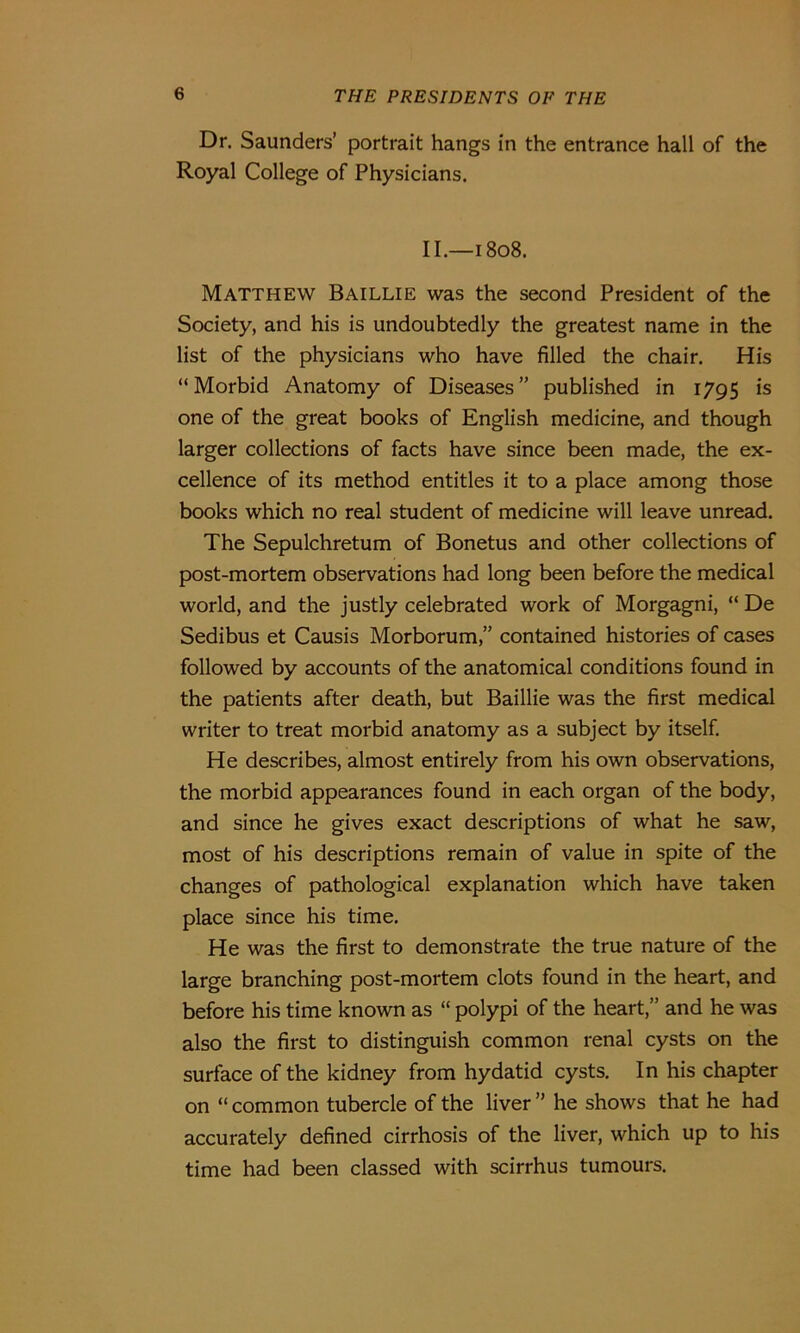 6 THE PRESIDENTS OF THE
Dr. Saunders' portrait hangs in the entrance hall of the
Royal College of Physicians.
II.—1808.
MATTHEW BAILLIE was the second President of the
Society, and his is undoubtedly the greatest name in the
list of the physicians who have filled the chair. His
“Morbid Anatomy of Diseases” published in 1795 is
one of the great books of English medicine, and though
larger collections of facts have since been made, the ex-
cellence of its method entitles it to a place among those
books which no real student of medicine will leave unread.
The Sepulchretum of Bonetus and other collections of
post-mortem observations had long been before the medical
world, and the justly celebrated work of Morgagni, “De
Sedibus et Causis Morborum,” contained histories of cases
followed by accounts of the anatomical conditions found in
the patients after death, but Baillie was the first medical
writer to treat morbid anatomy as a subject by itself.
He describes, almost entirely from his own observations,
the morbid appearances found in each organ of the body,
and since he gives exact descriptions of what he saw,
most of his descriptions remain of value in spite of the
changes of pathological explanation which have taken
place since his time.
He was the first to demonstrate the true nature of the
large branching post-mortem clots found in the heart, and
before his time known as “polypi of the heart,” and he was
also the first to distinguish common renal cysts on the
surface of the kidney from hydatid cysts. In his chapter
on “common tubercle of the liver” he shows that he had
accurately defined cirrhosis of the liver, which up to his
time had been classed with scirrhus tumours.